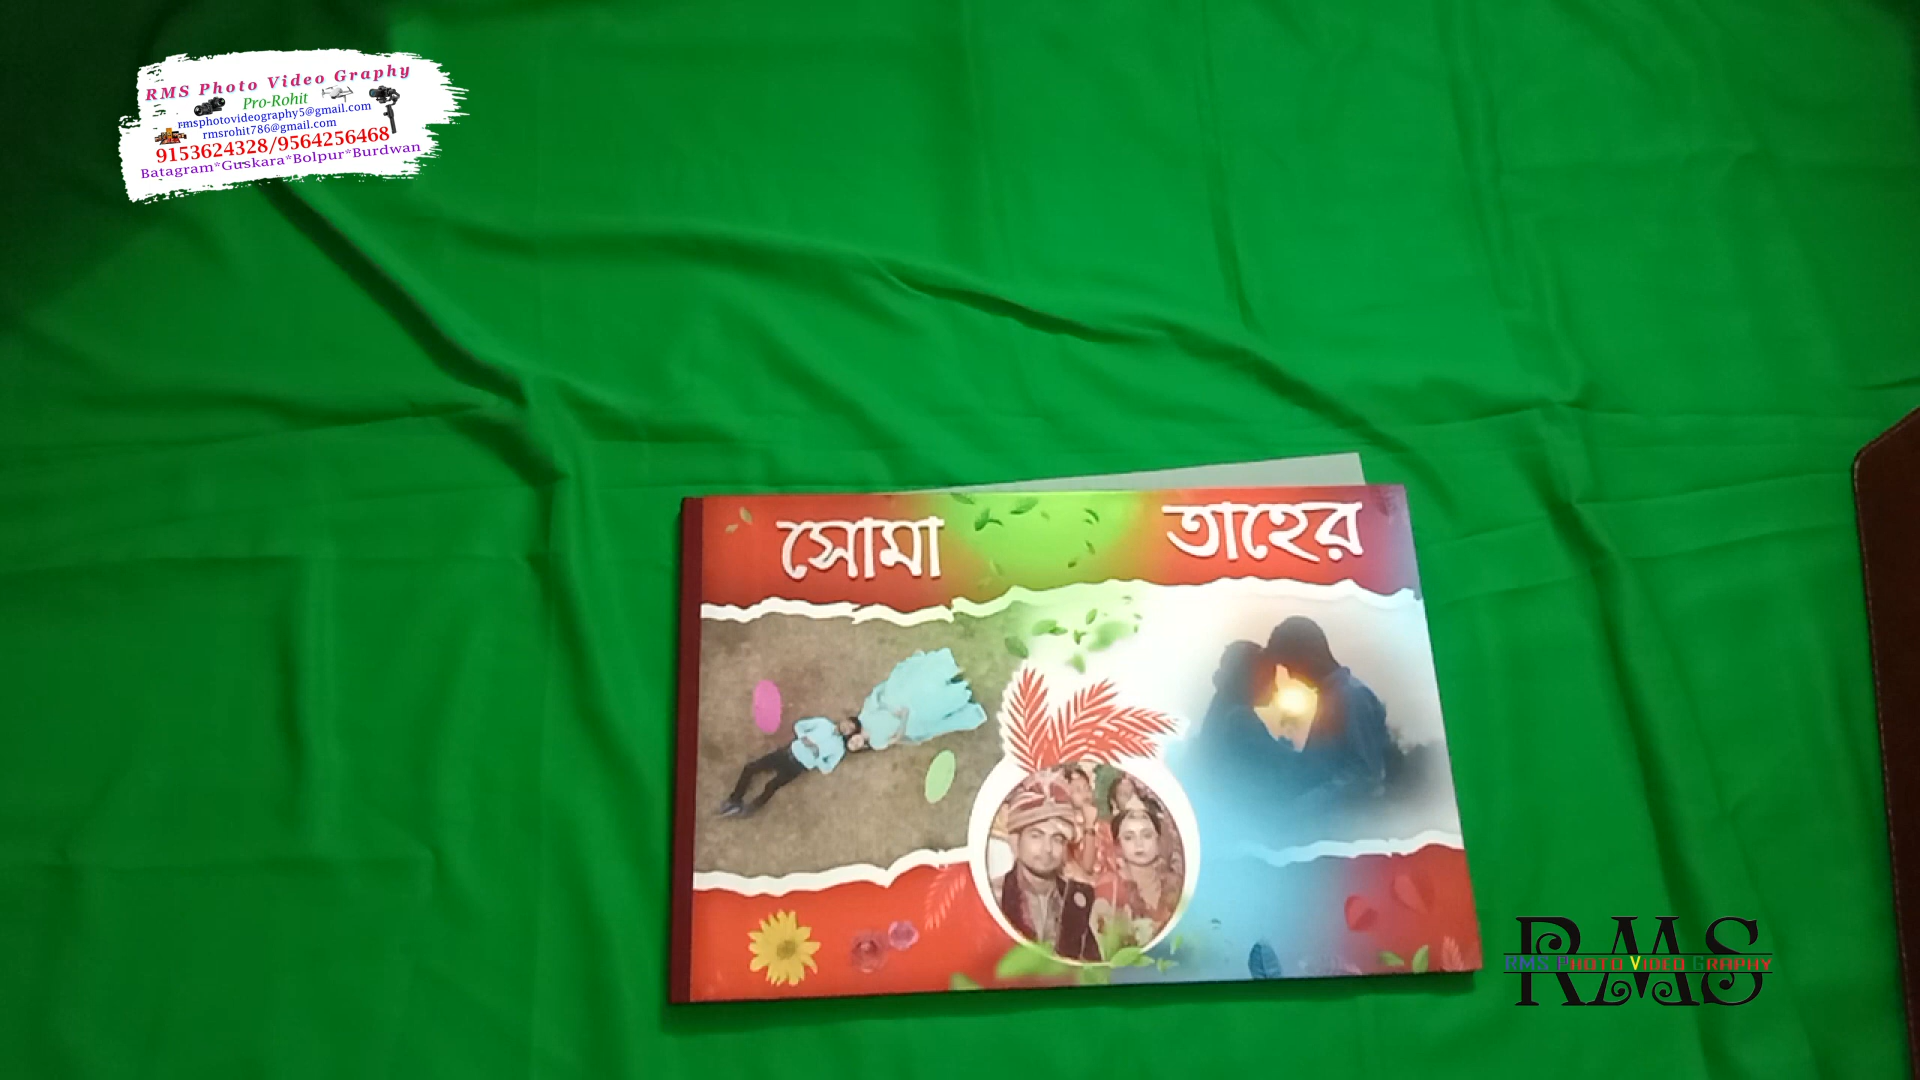 RMS Photo Video Graphy
Pro-Rohit
rmsphotovideography5@gmail.com
rmsrohit786@gmail.com
9153624328/9564256468
Batagram*Guskara*Bolpur*Burdwan
সোমা
তাহের
RMS
RMS PHOTO VIDEO GRAPHY